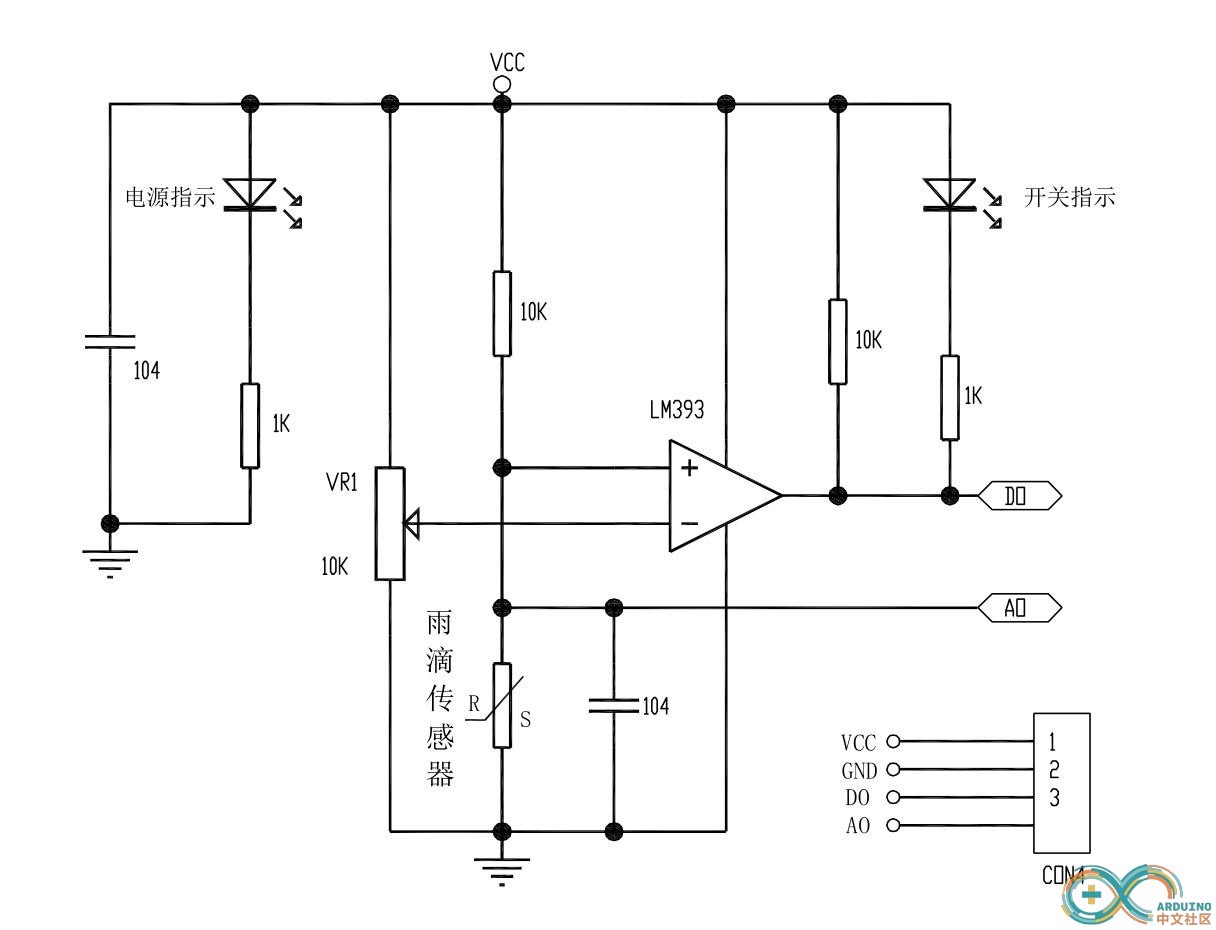 VCC
电源指示
开关指示
10K
10K
104
1K
1K
LM393
+
VR1
-
DO
10K
AO
雨滴传感器
R
S
104
VCC
1
GND
2
DO
3
AO
CON4
ARDUINO
中文社区